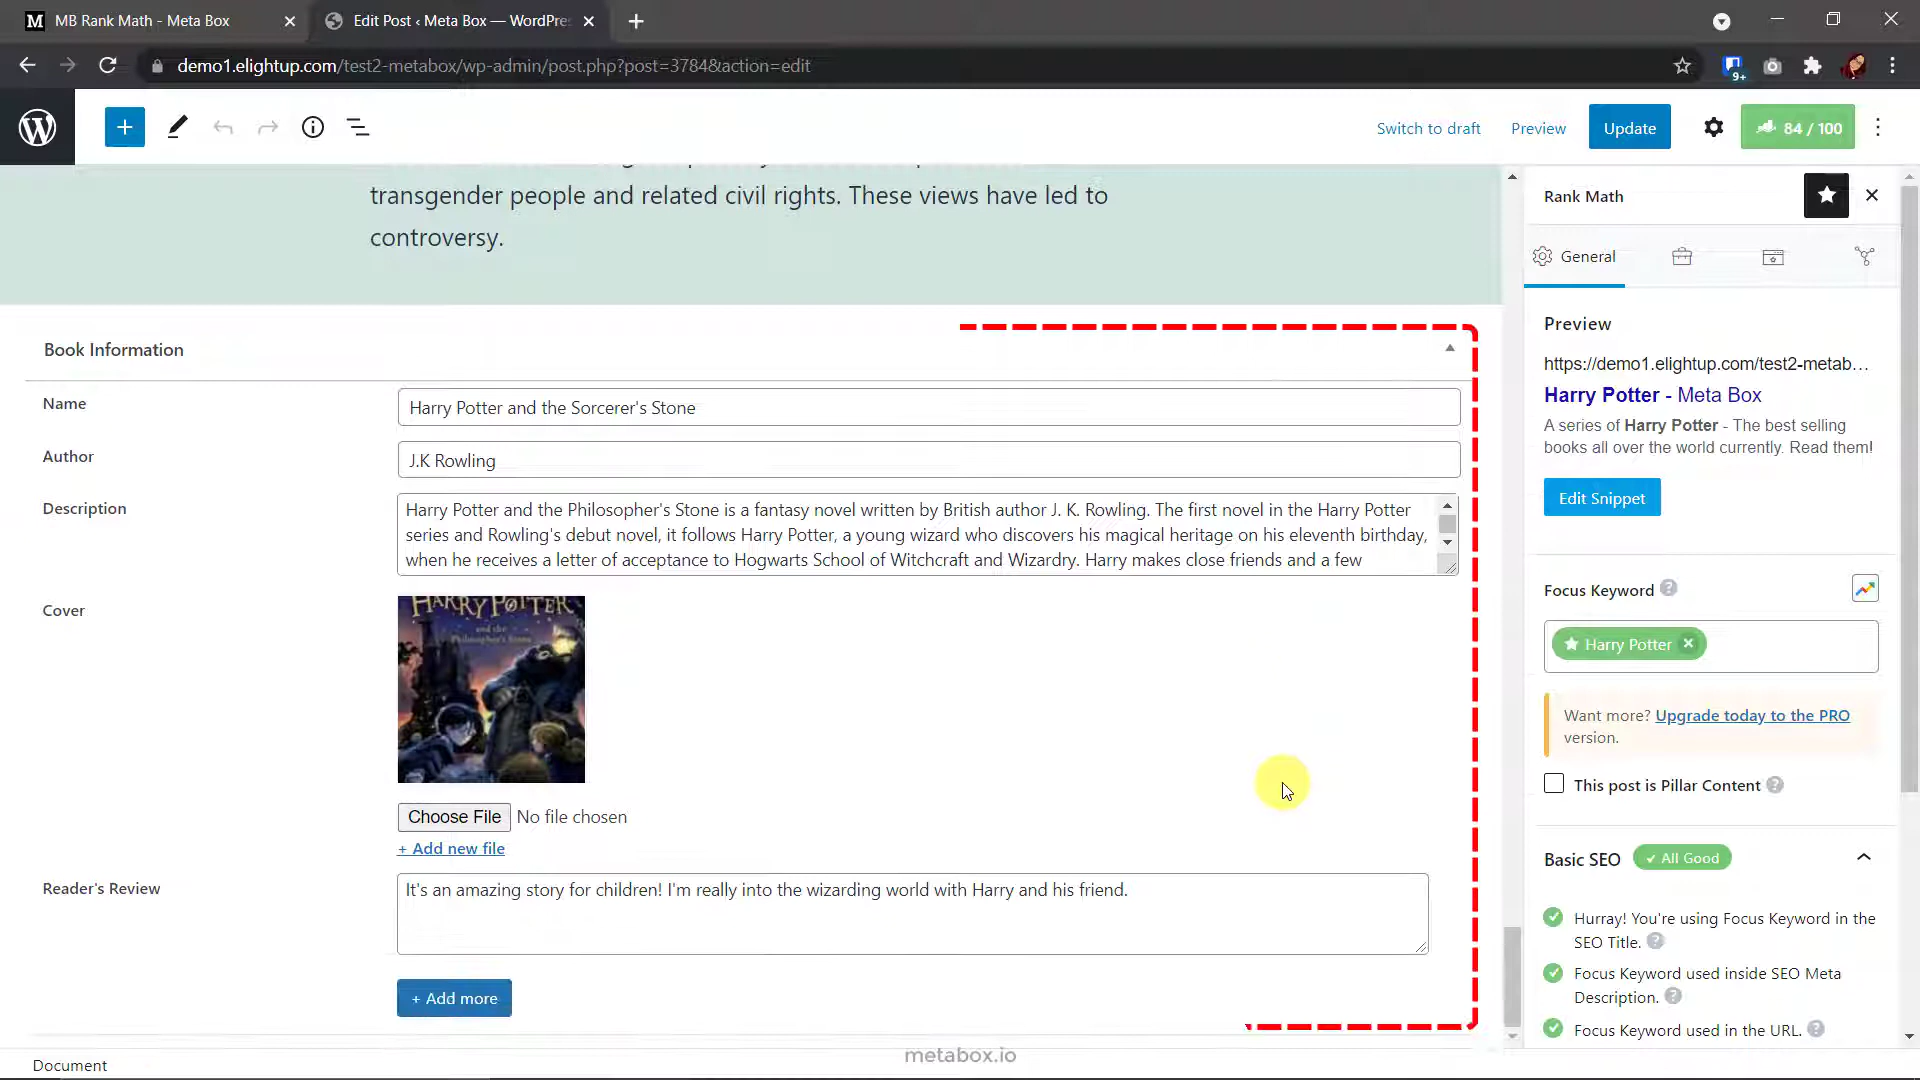 MB Rank Math - Meta Box
Edit Post ‹ Meta Box — WordPre
demo1.elightup.com/test2-metabox/wp-admin/post.php?post=3784&action=edit
9+
Switch to draft
Preview
Update
84 / 100
transgender people and related civil rights. These views have led to
controversy.
Book Information
Name
Harry Potter and the Sorcerer's Stone
Author
J.K Rowling
Description
Harry Potter and the Philosopher's Stone is a fantasy novel written by British author J. K. Rowling. The first novel in the Harry Potter
series and Rowling's debut novel, it follows Harry Potter, a young wizard who discovers his magical heritage on his eleventh birthday,
when he receives a letter of acceptance to Hogwarts School of Witchcraft and Wizardry. Harry makes close friends and a few
Cover
HARRY POTTER
and the
Philosopher's Stone
Choose File No file chosen
+ Add new file
Reader's Review
It's an amazing story for children! I'm really into the wizarding world with Harry and his friend.
+ Add more
Document
metabox.io
Rank Math
General
Preview
https://demo1.elightup.com/test2-metab...
Harry Potter - Meta Box
A series of Harry Potter - The best selling
books all over the world currently. Read them!
Edit Snippet
Focus Keyword
Harry Potter
Want more? Upgrade today to the PRO
version.
This post is Pillar Content
Basic SEO
All Good
Hurray! You're using Focus Keyword in the
SEO Title.
Focus Keyword used inside SEO Meta
Description.
Focus Keyword used in the URL.